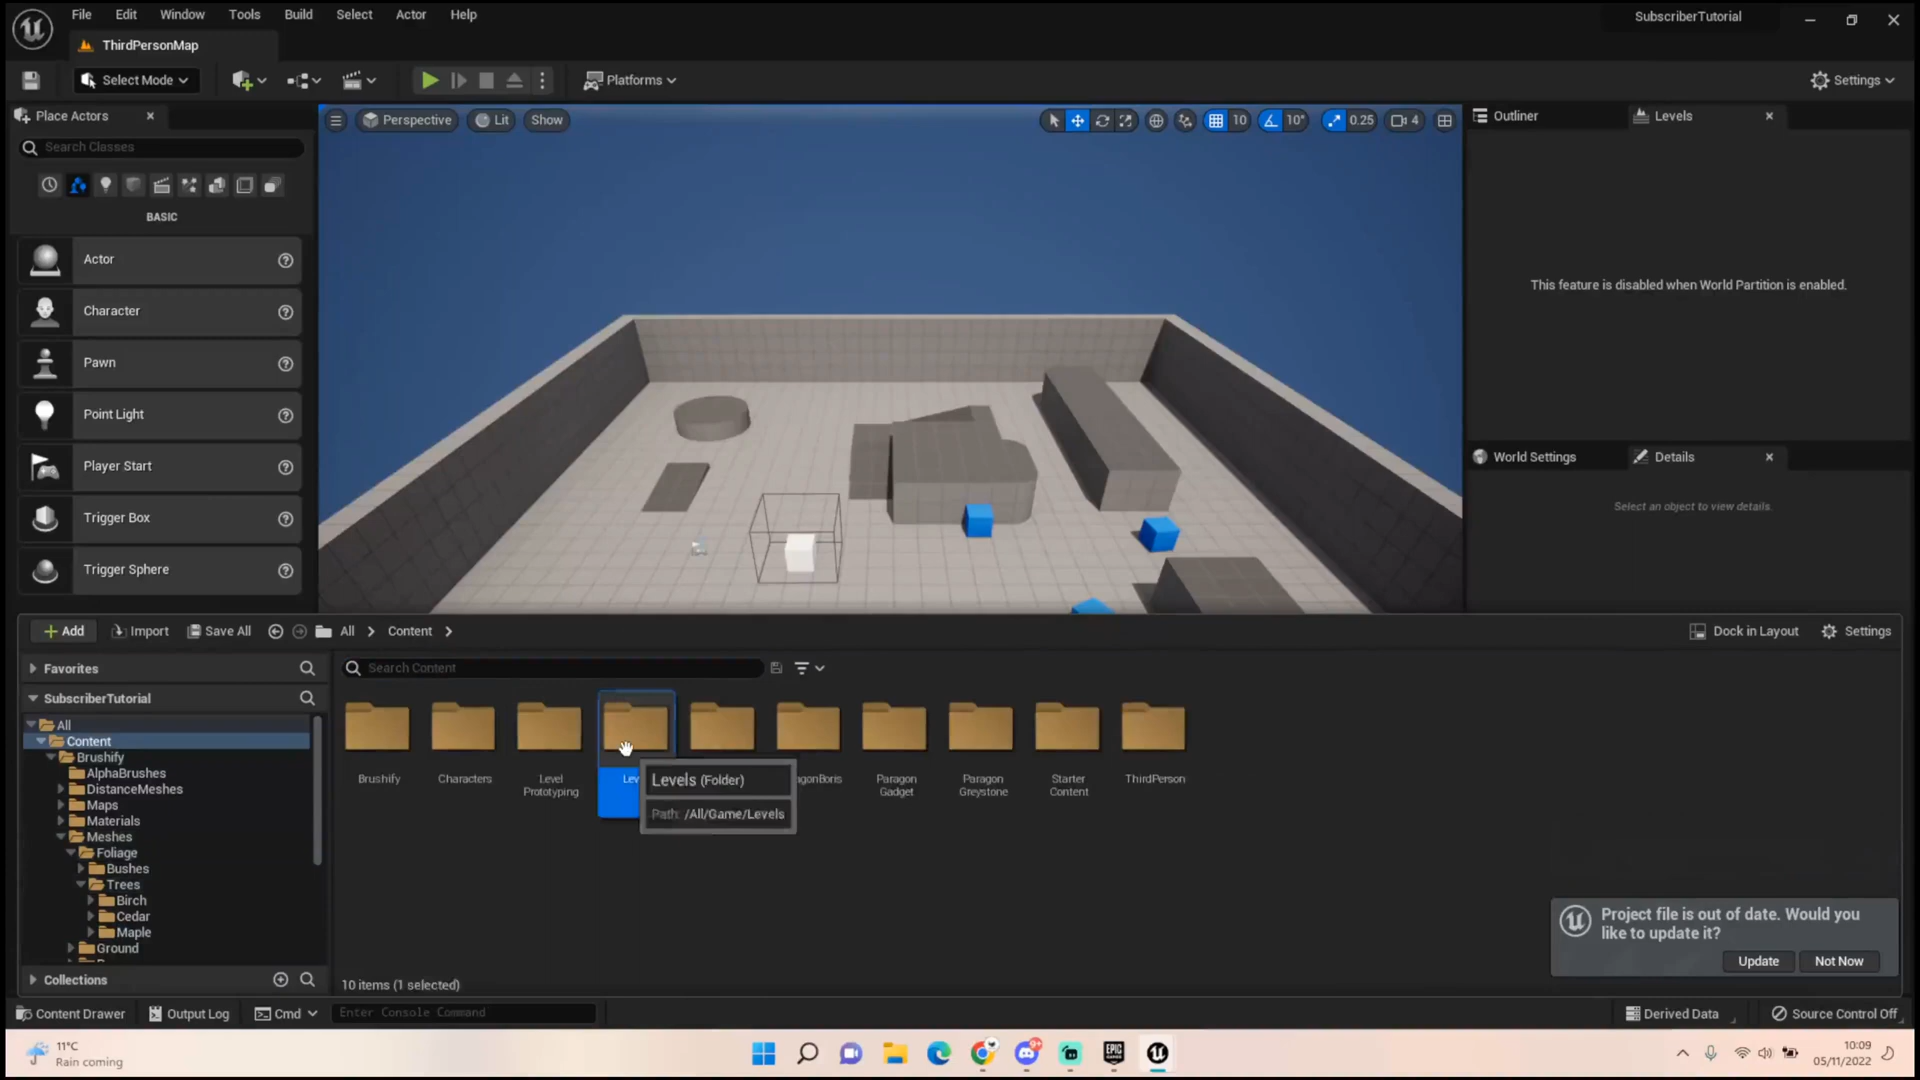 File Edit Window Tools Build Select Actor Help
SubscriberTutorial
ThirdPersonMap
Select Mode
Platforms
Settings
Place Actors
Search Classes
BASIC
Actor
Character
Pawn
Point Light
Player Start
Trigger Box
Trigger Sphere
Perspective Lit Show
10 10° 0.25 4
Outliner Levels
This feature is disabled when World Partition is enabled.
World Settings Details
Select an object to view details.
Add Import Save All All Content
Dock in Layout Settings
Favorites
Search Content
SubscriberTutorial
All
Content
Brushify
AlphaBrushes
DistanceMeshes
Maps
Materials
Meshes
Foliage
Bushes
Trees
Birch
Cedar
Maple
Ground
Collections
Brushify
Characters
Level
Prototyping
Lev
Levels (Folder)
Path: /All/Game/Levels
agonBoris
Paragon
Gadget
Paragon
Greystone
Starter
Content
ThirdPerson
10 items (1 selected)
Project file is out of date. Would you
like to update it?
Update Not Now
Content Drawer Output Log Cmd Enter Console Command
Derived Data Source Control Off
11°C
Rain coming
10:09
05/11/2022